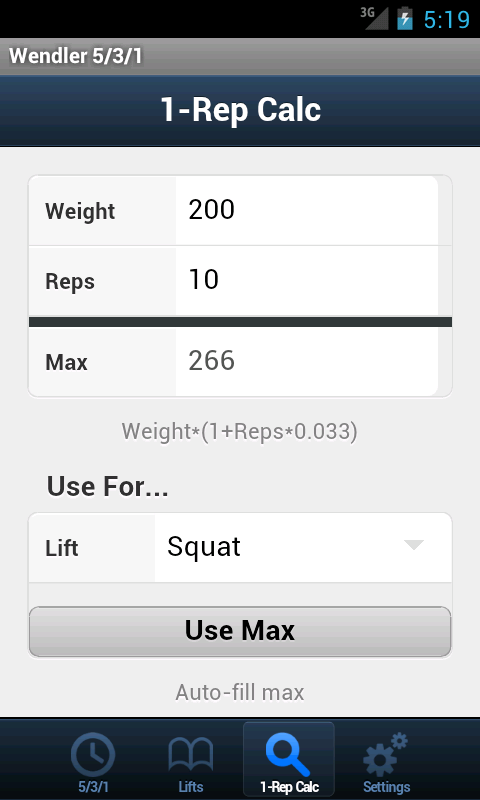 3G 5:19
Wendler 5/3/1
1-Rep Calc
Weight 200
Reps 10
Max 266
Weight*(1+Reps*0.033)
Use For...
Lift Squat
Use Max
Auto-fill max
5/3/1 Lifts 1-Rep Calc Settings